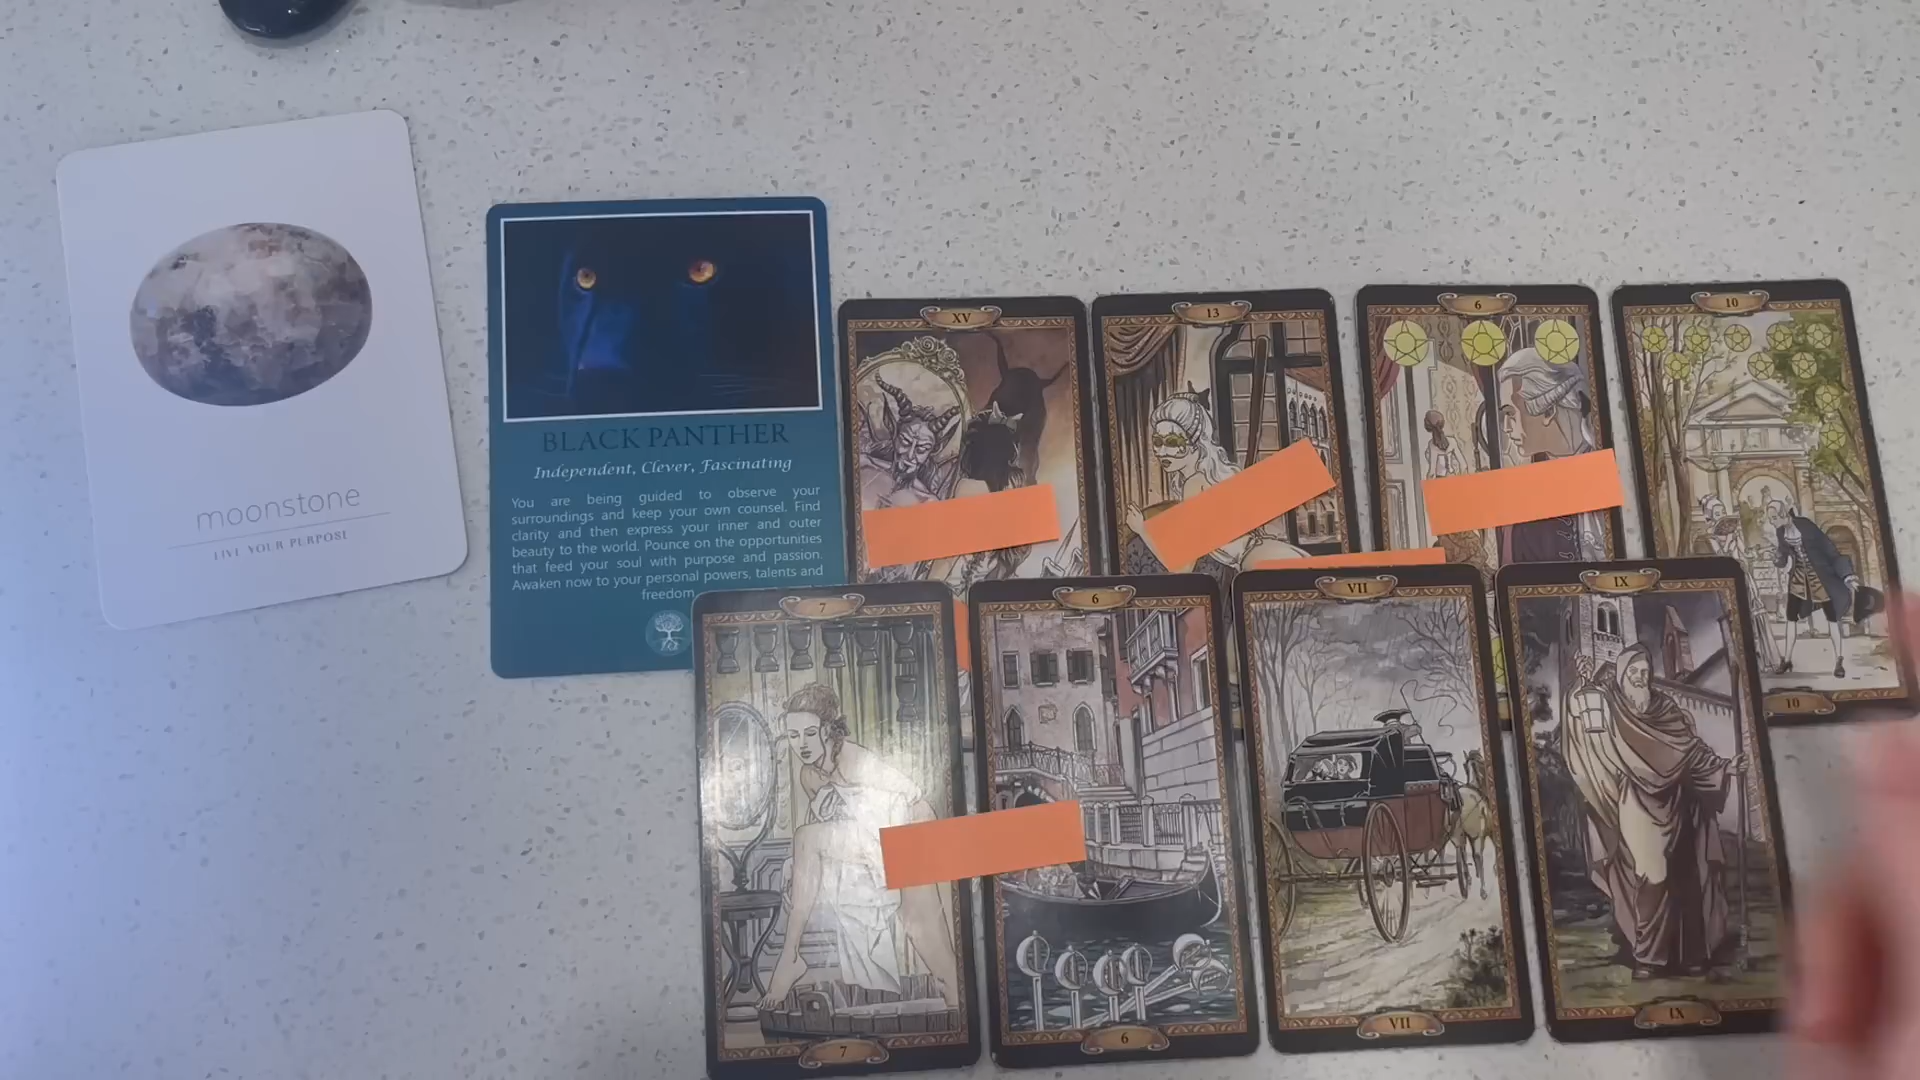 moonstone
LIVE YOUR PURPOSE
BLACK PANTHER
Independent, Clever, Fascinating
You are being guided to observe your
surroundings and keep your own counsel. Find
clarity and then express your inner and outer
beauty to the world. Pounce on the opportunities
that feed your soul with purpose and passion.
Awaken now to your personal powers, talents and
freedom.
XV
13
6
10
10
7
6
VII
IX
7
6
VII
IX